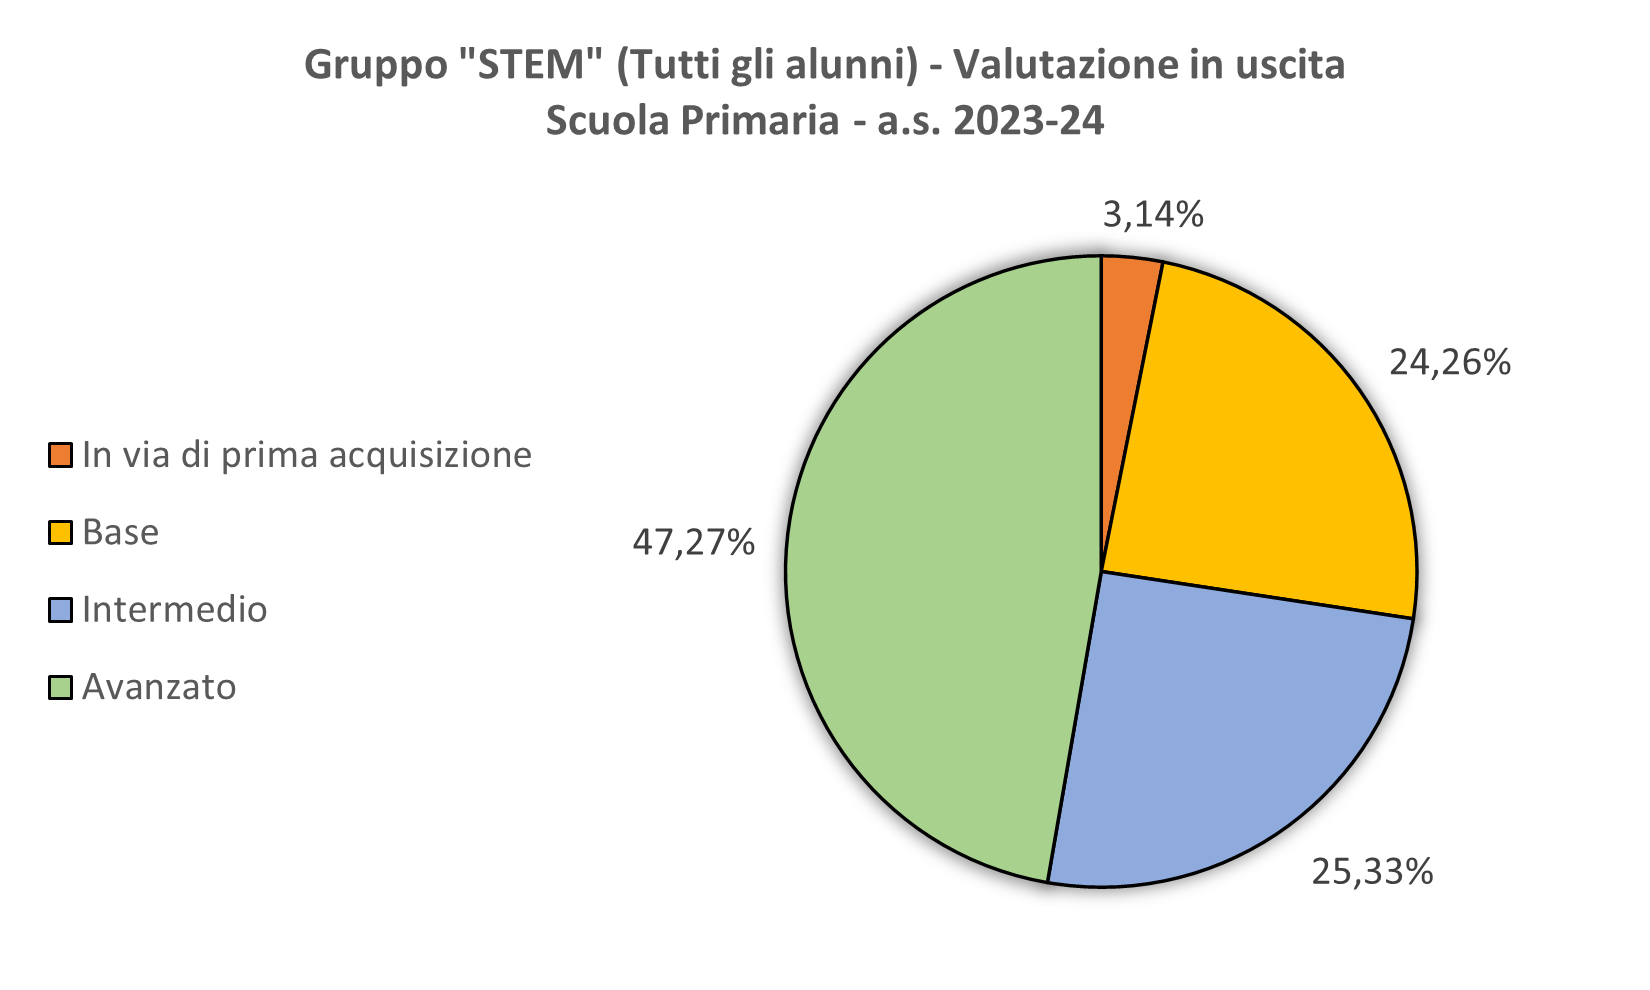 Gruppo "STEM" (Tutti gli alunni) - Valutazione in uscita
Scuola Primaria - a.s. 2023-24
3,14%
24,26%
In via di prima acquisizione
Base
47,27%
Intermedio
Avanzato
25,33%